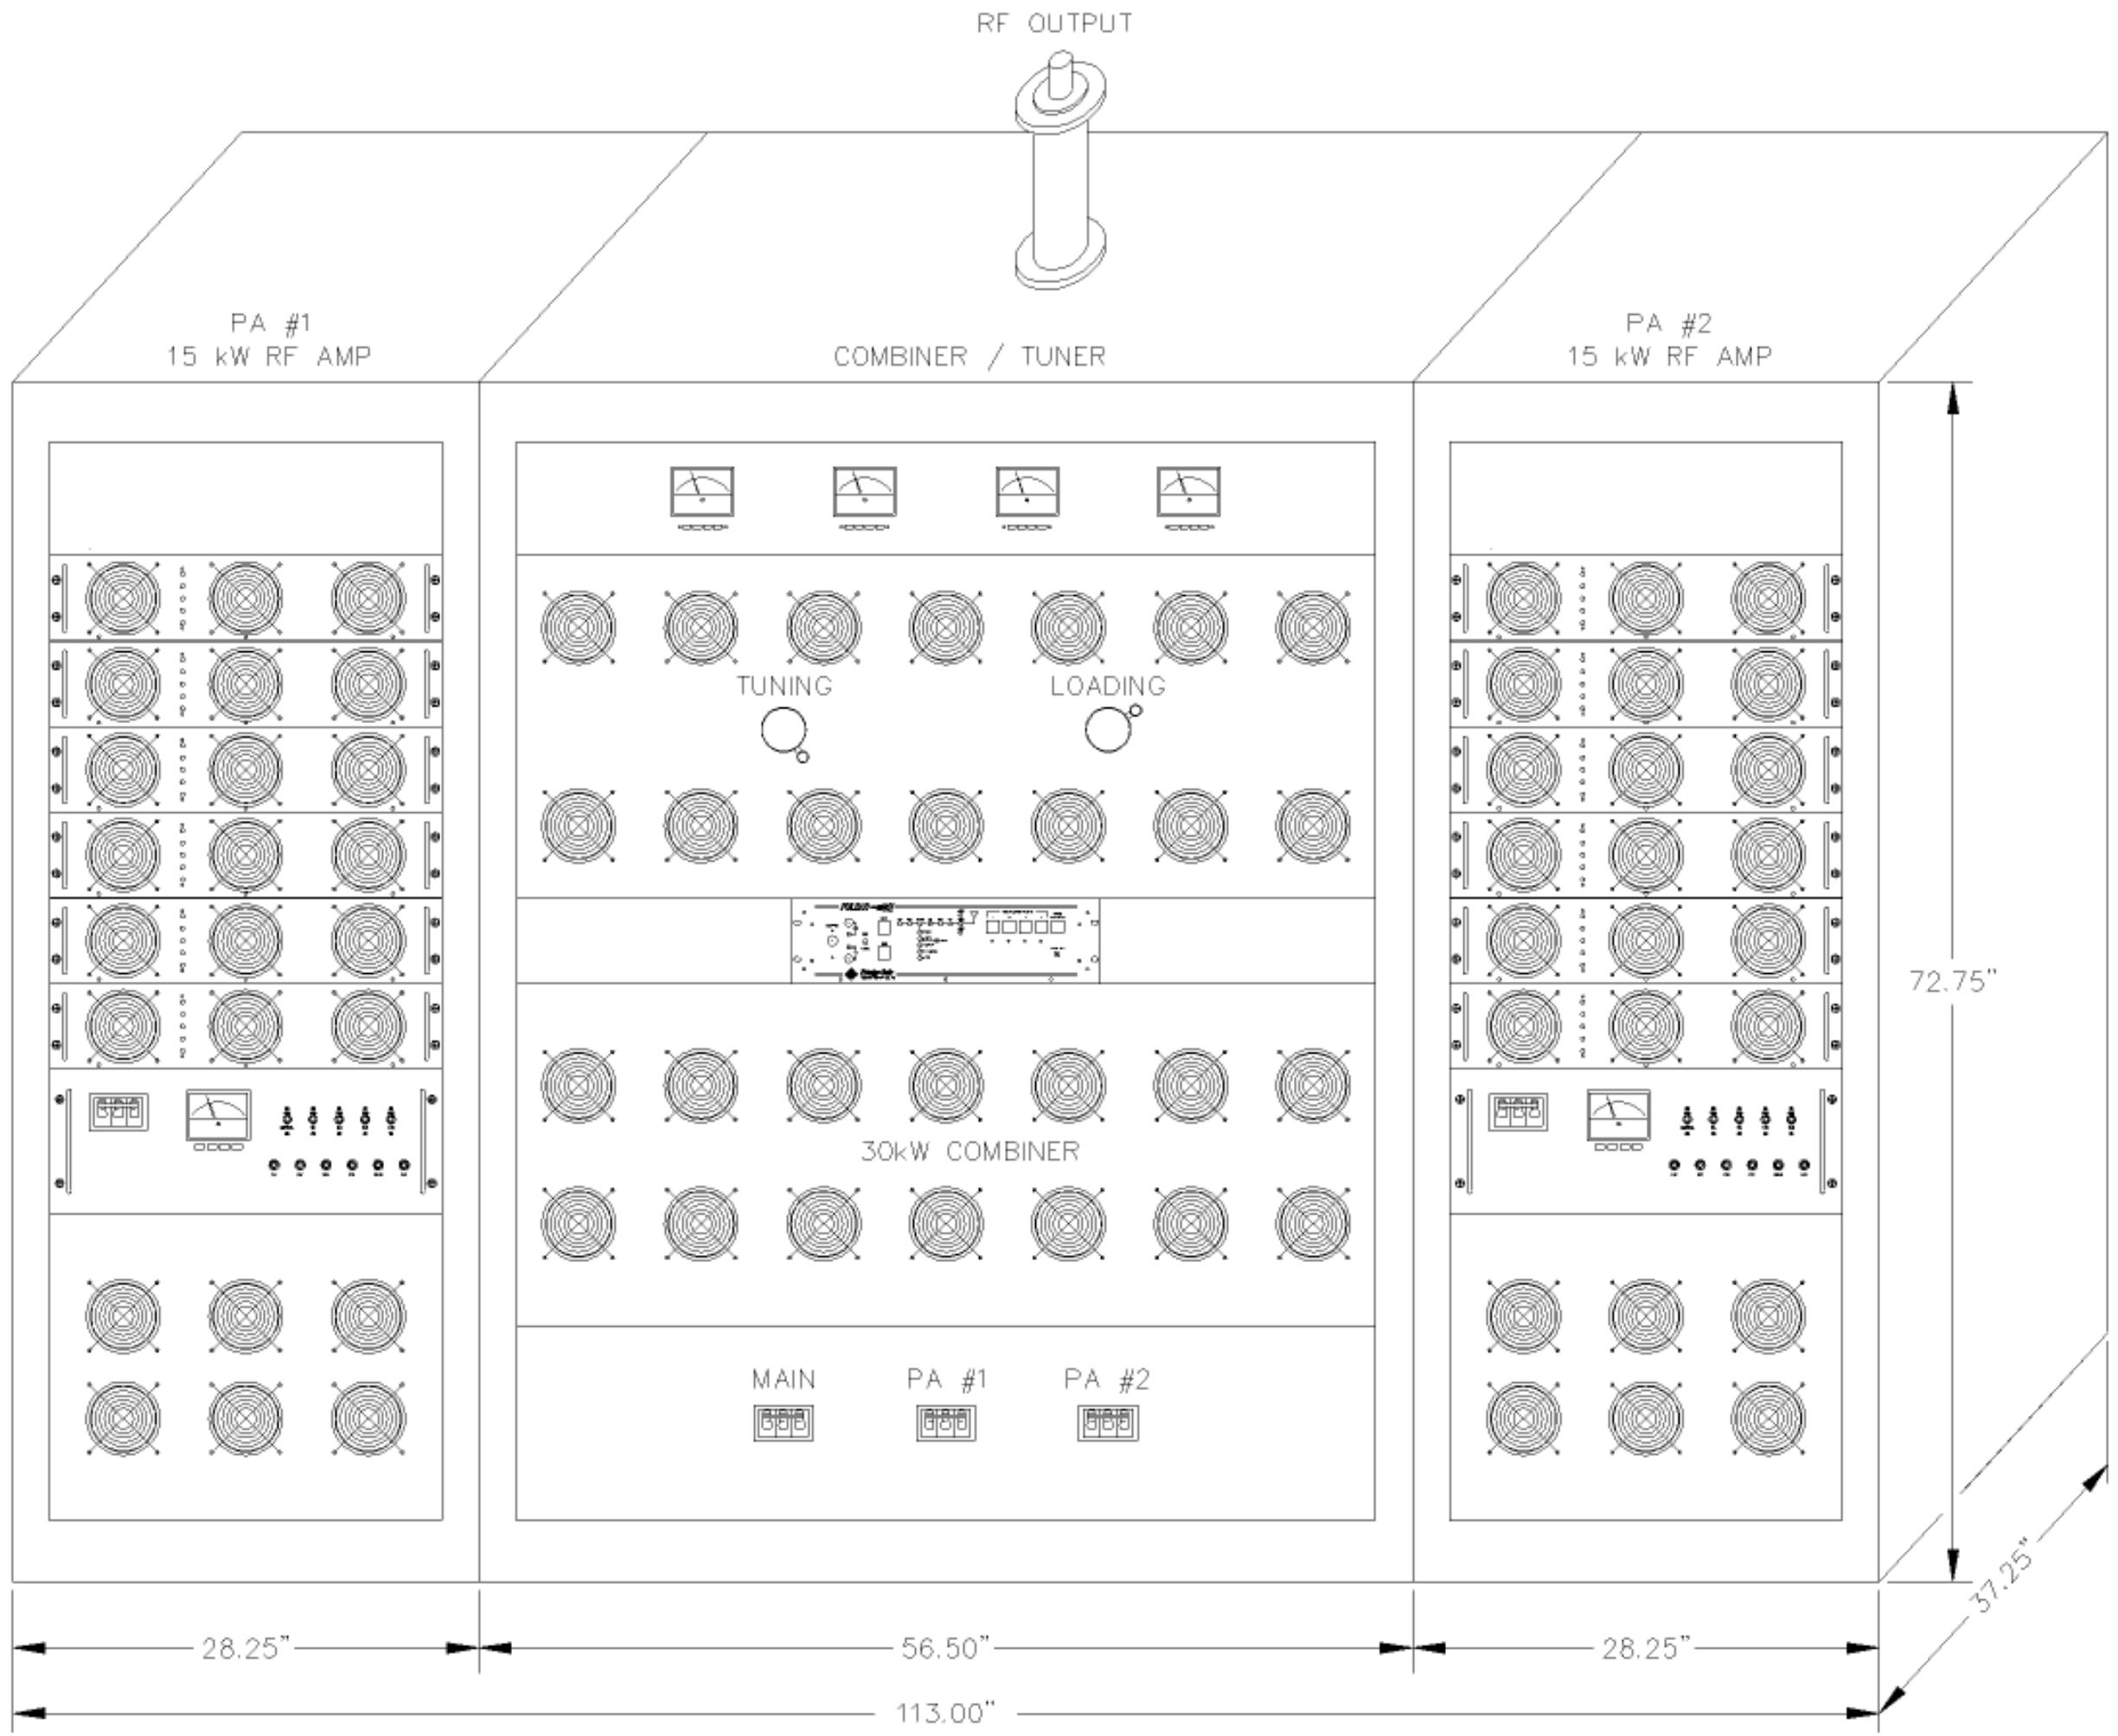 RF OUTPUT
PA #1
15 kW RF AMP
COMBINER / TUNER
PA #2
15 kW RF AMP
TUNING
LOADING
72.75"
30kW COMBINER
MAIN
PA #1
PA #2
37.25"
28.25"
56.50"
28.25"
113.00"